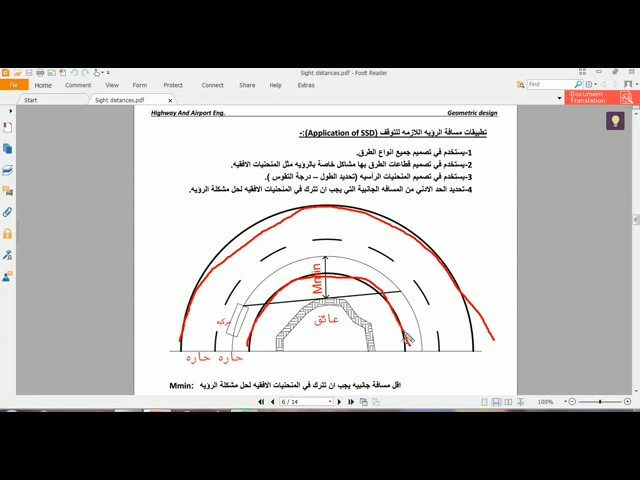 Sight distances.pdf - Foxit Reader
File Home Comment View Form Protect Connect Share Help Extras Find
Start Sight distances.pdf Document Translation
Highway And Airport Eng. Geometric design
تطبيقات مسافة الرؤيه اللازمه للتوقف (Application of SSD):-
1-يستخدم في تصميم جميع انواع الطرق.
2-يستخدم في تصميم قطاعات الطرق بها مشاكل خاصة بالرؤيه مثل المنحنيات الافقيه.
3-يستخدم في تصميم المنحنيات الرأسيه (تحديد الطول – درجة التقوس ).
4-تحديد الحد الادني من المسافه الجانبية التي يجب ان تترك في المنحنيات الافقيه لحل مشكلة الرؤيه.
Mmin
عائق
مركبه
حاره حاره
Mmin: اقل مسافة جانبيه يجب ان تترك في المنحنيات الافقيه لحل مشكلة الرؤيه
6 / 14 100%